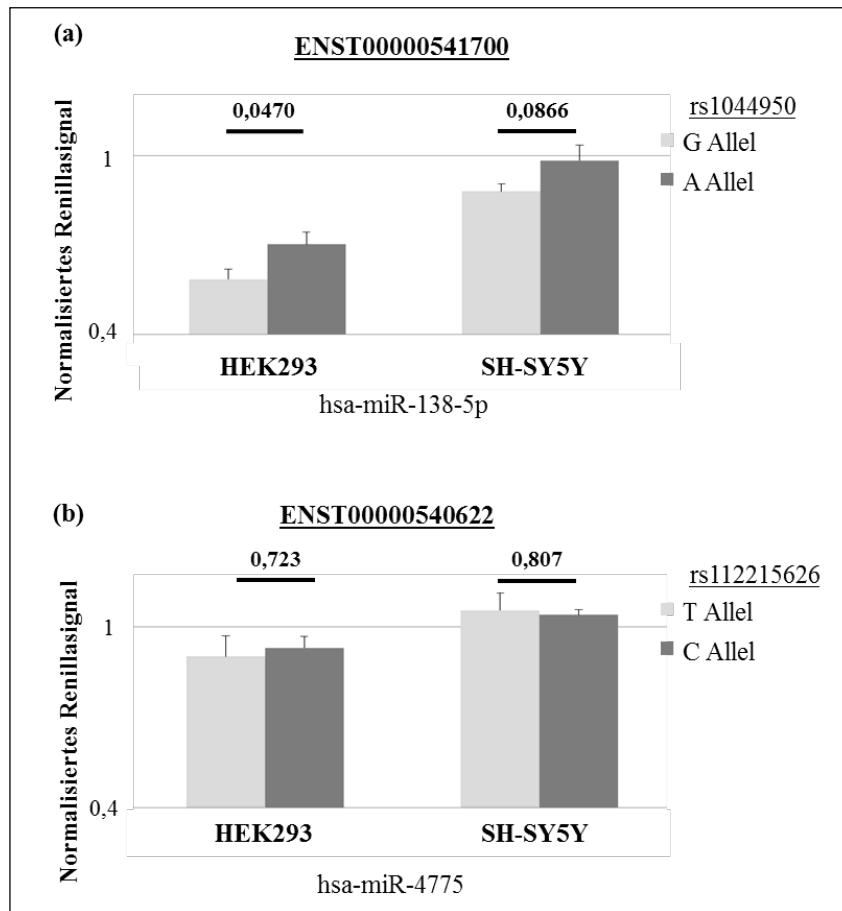 (a)
ENST00000541700
Normalisiertes Renillasignal
0,0470
0,0866
rs1044950
G Allel
A Allel
1
0,4
HEK293
SH-SY5Y
hsa-miR-138-5p
(b)
ENST00000540622
Normalisiertes Renillasignal
0,723
0,807
rs112215626
T Allel
C Allel
1
0,4
HEK293
SH-SY5Y
hsa-miR-4775